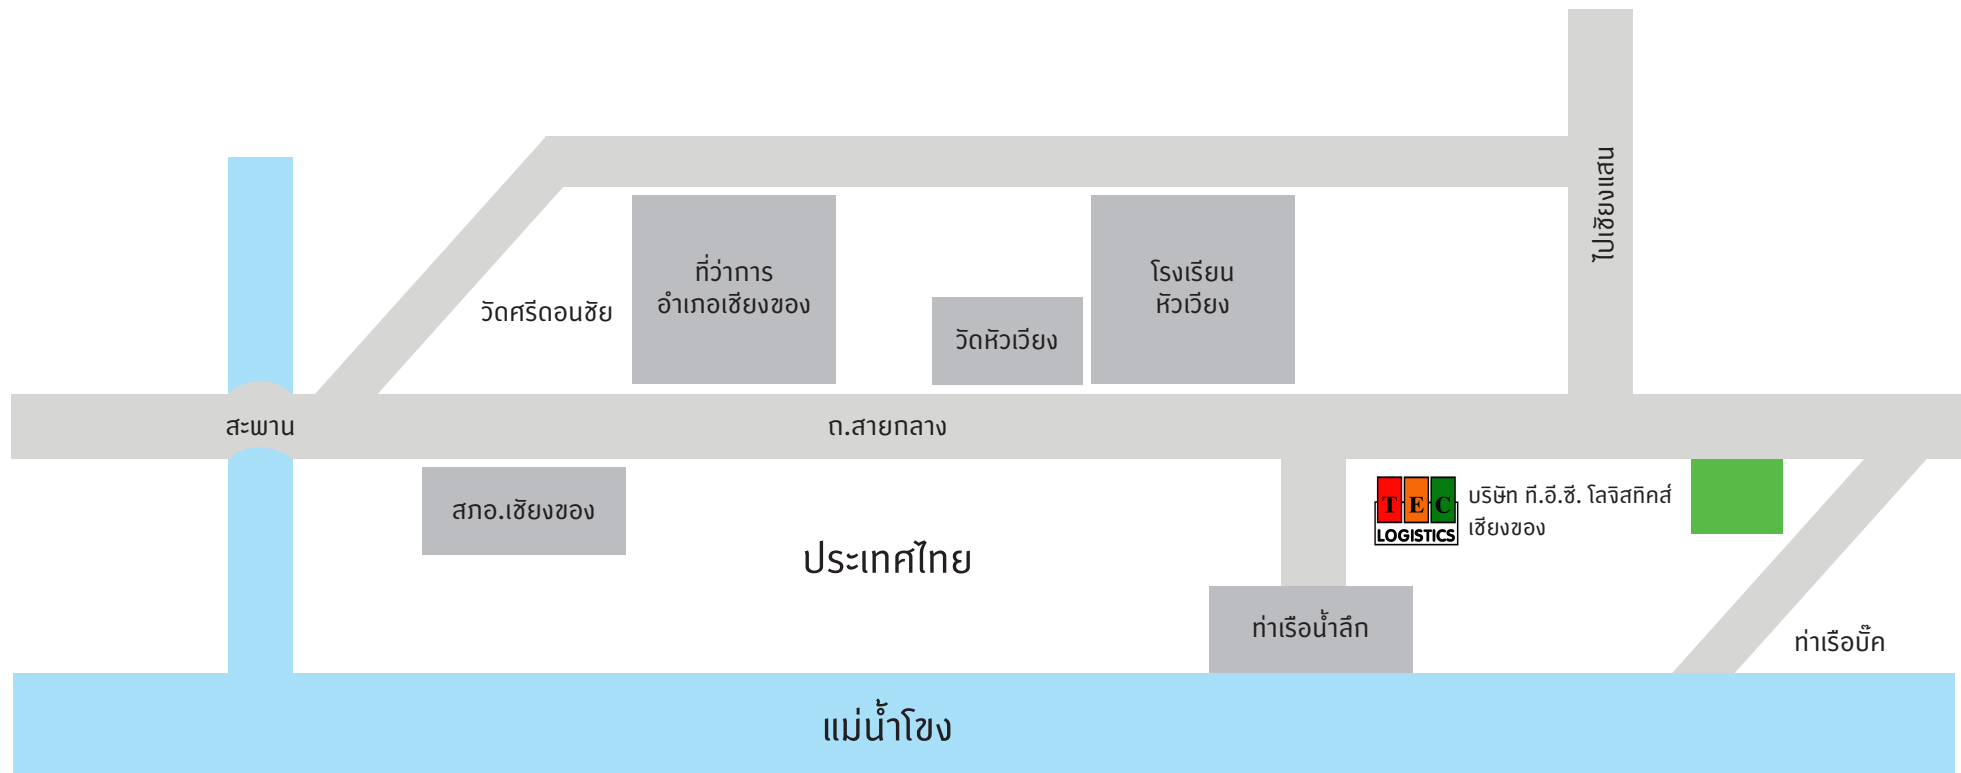 ไปเชียงแสน
ที่ว่าการ
อำเภอเชียงของ
โรงเรียน
หัวเวียง
วัดศรีดอนชัย
วัดหัวเวียง
สะพาน
ถ.สายกลาง
สภอ.เชียงของ
TEC
LOGISTICS
บริษัท ที.อี.ซี. โลจิสทิคส์
เชียงของ
ประเทศไทย
ท่าเรือน้ำลึก
ท่าเรือบั๊ค
แม่น้ำโขง